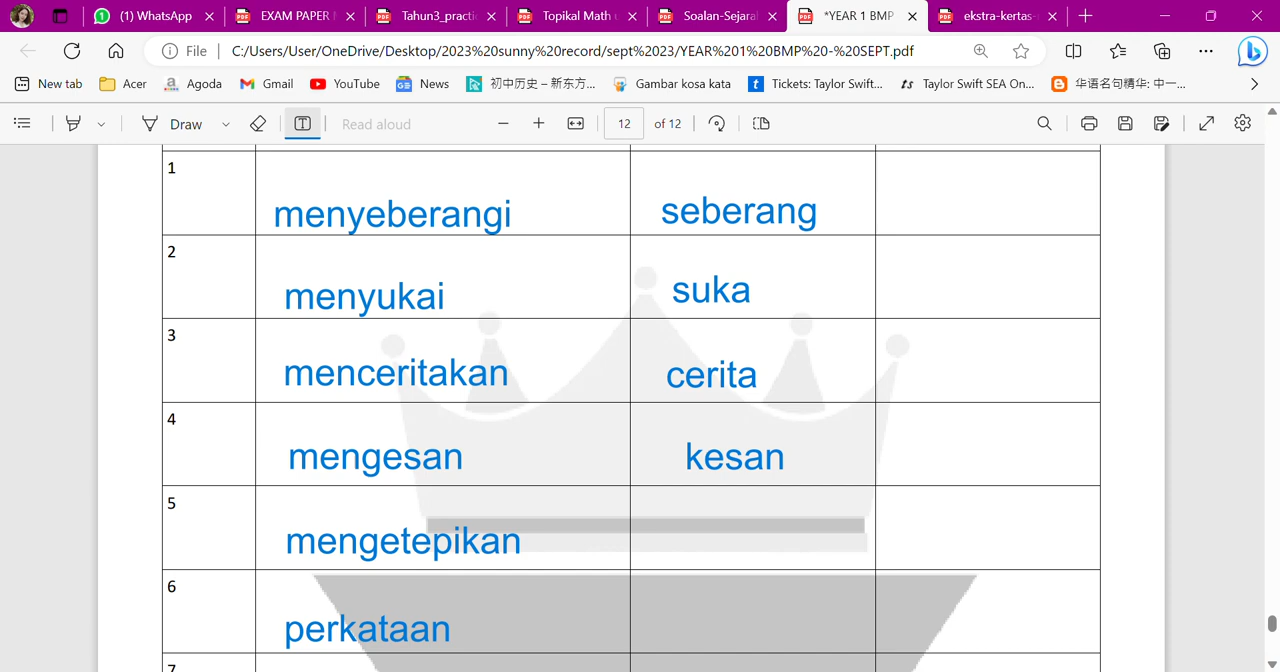 (1) WhatsApp
EXAM PAPER
Tahun3_practi
Topikal Math
Soalan-Sejaral
*YEAR 1 BMP
ekstra-kertas-
File
C:/Users/User/OneDrive/Desktop/2023%20sunny%20record/sept%2023/YEAR%201%20BMP%20-%20SEPT.pdf
New tab
Acer
Agoda
Gmail
YouTube
News
初中历史 – 新东方...
Gambar kosa kata
Tickets: Taylor Swift...
Taylor Swift SEA On...
华语名句精华: 中一...
Draw
Read aloud
12 of 12
1 menyeberangi seberang
2 menyukai suka
3 menceritakan cerita
4 mengesan kesan
5 mengetepikan
6 perkataan
7